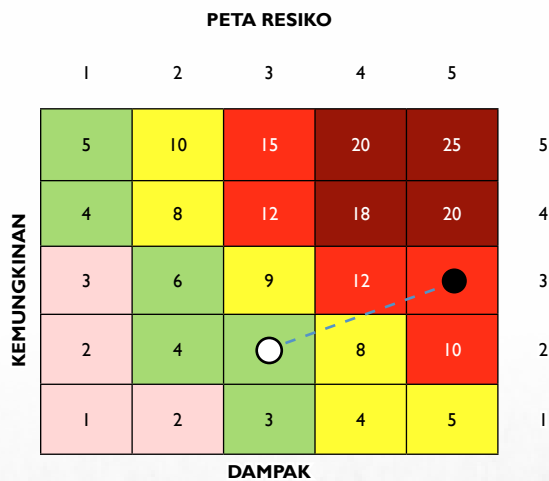 PETA RESIKO
1 2 3 4 5
5 10 15 20 25 5
4 8 12 18 20 4
3 6 9 12 3
2 4 8 10 2
1 2 3 4 5 1
KEMUNGKINAN
DAMPAK